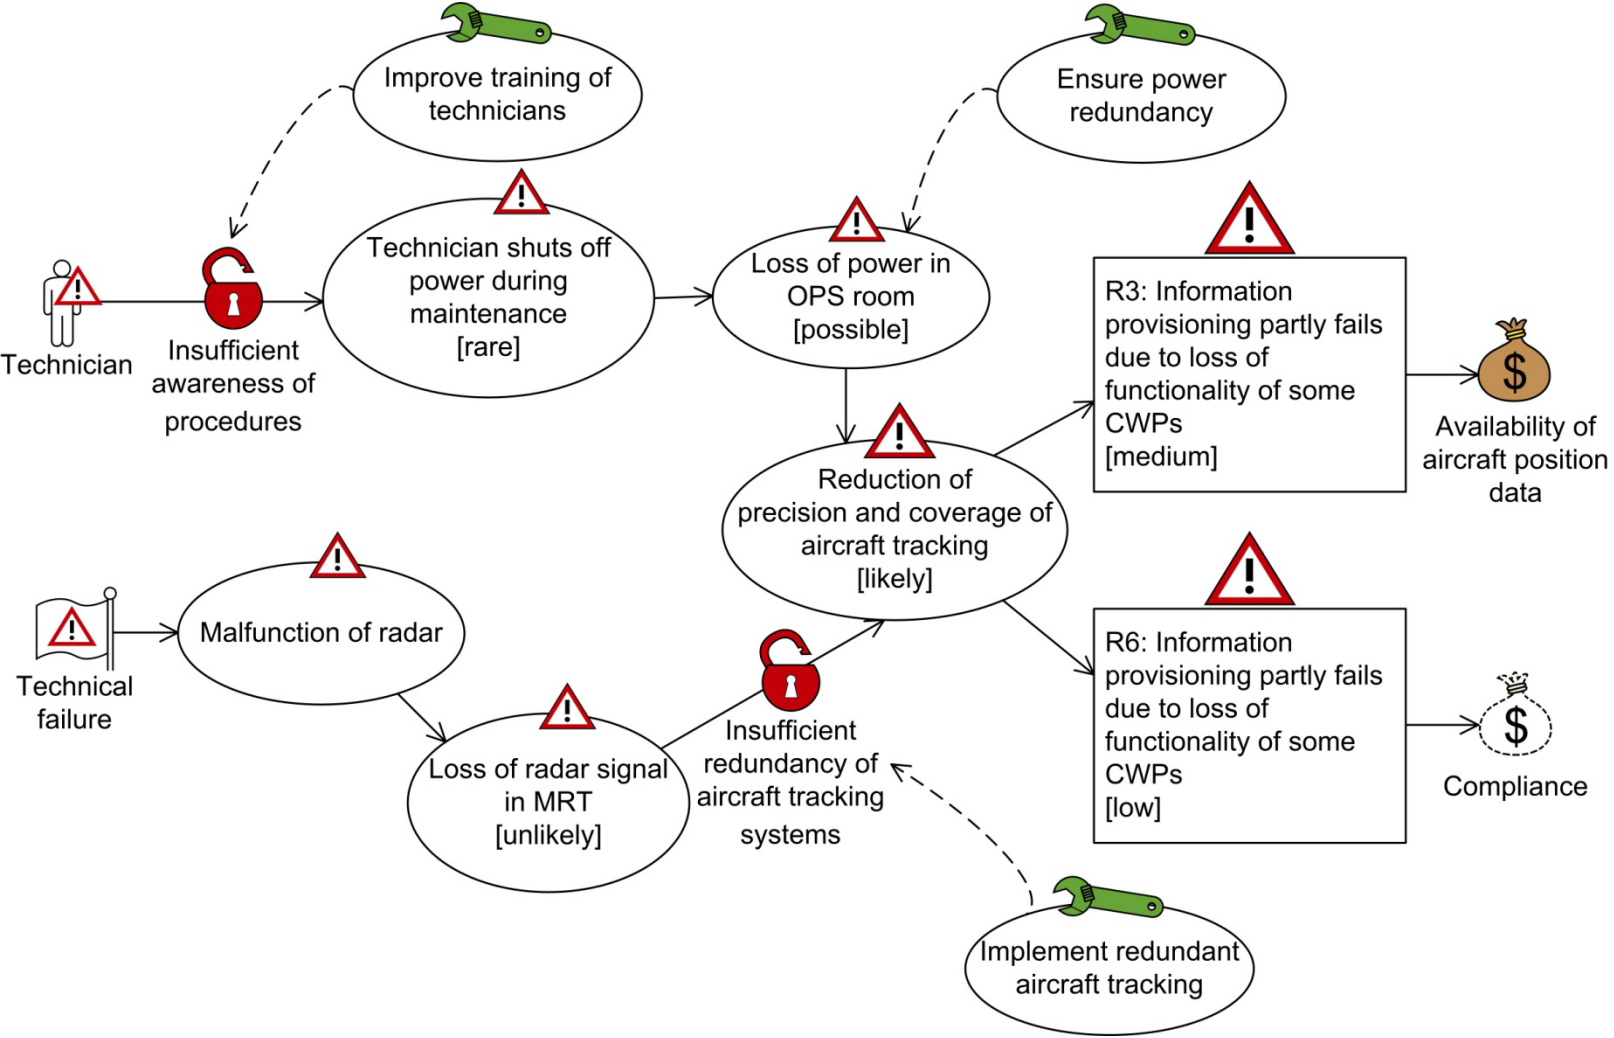 Improve training of
technicians
Ensure power
redundancy
Technician shuts off
power during
maintenance
[rare]
Loss of power in
OPS room
[possible]
R3: Information
provisioning partly fails
due to loss of
functionality of some
CWPs
[medium]
Technician
Insufficient
awareness of
procedures
$
Availability of
aircraft position
data
Reduction of
precision and coverage of
aircraft tracking
[likely]
Malfunction of radar
Technical
failure
R6: Information
provisioning partly fails
due to loss of
functionality of some
CWPs
[low]
$
Compliance
Loss of radar signal
in MRT
[unlikely]
Insufficient
redundancy of
aircraft tracking
systems
Implement redundant
aircraft tracking